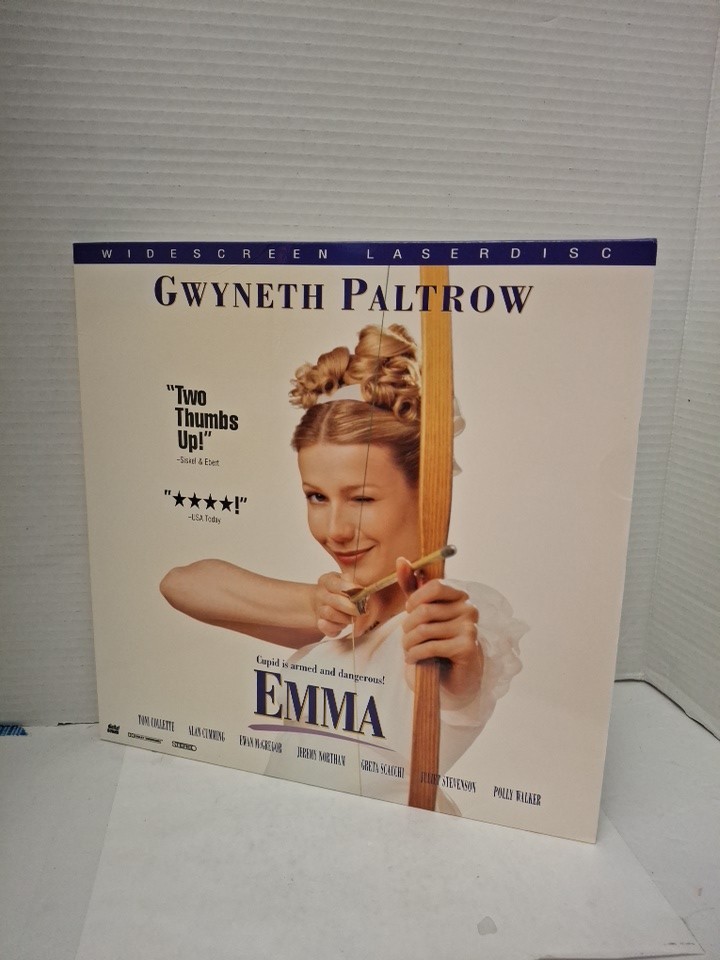 WIDESCREEN LASERDISC
GWYNETH PALTROW
"Two
Thumbs
Up!"
-Siskel & Ebert
"★★★★!"
-USA Today
Cupid is armed and dangerous!
EMMA
TONI COLLETTE ALAN CUMMING EWAN McGREGOR JEREMY NORTHAM GRETA SCACCHI JULIET STEVENSON POLLY WALKER